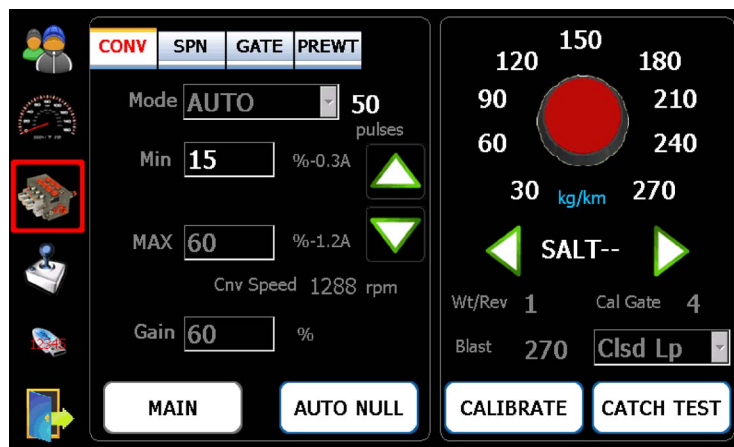 CONV SPN GATE PREWT
Mode AUTO 50
pulses
Min 15 %-0.3A
MAX 60 %-1.2A
Cnv Speed 1288 rpm
Gain 60 %
MAIN AUTO NULL
150
120 180
90 210
60 240
30 kg/km 270
SALT--
Wt/Rev 1 Cal Gate 4
Blast 270 Clsd Lp
CALIBRATE CATCH TEST
12345